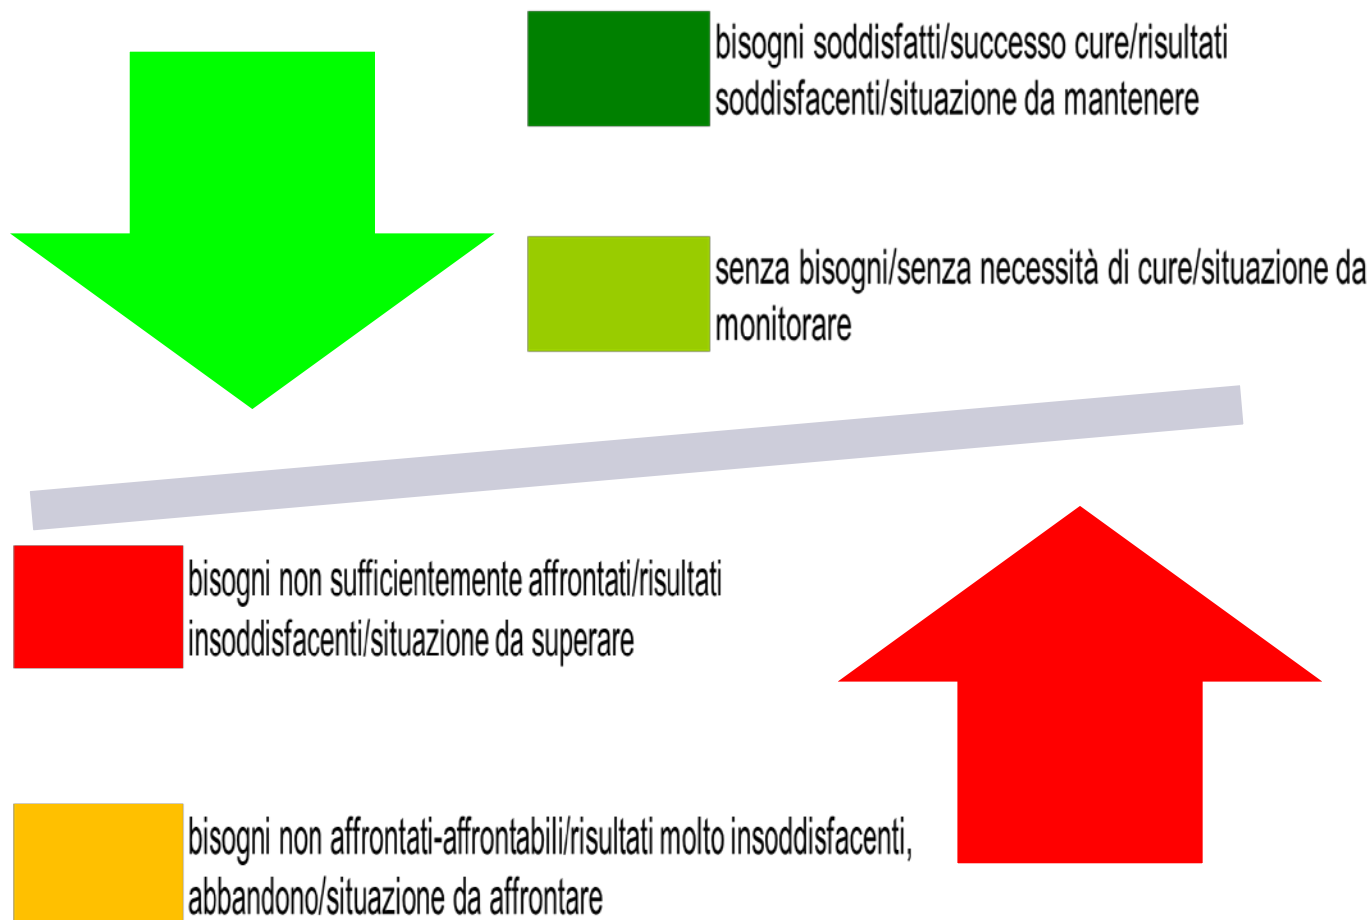 bisogni soddisfatti/successo cure/risultati
soddisfacenti/situazione da mantenere
senza bisogni/senza necessità di cure/situazione da
monitorare
bisogni non sufficientemente affrontati/risultati
insoddisfacenti/situazione da superare
bisogni non affrontati-affrontabili/risultati molto insoddisfacenti,
abbandono/situazione da affrontare